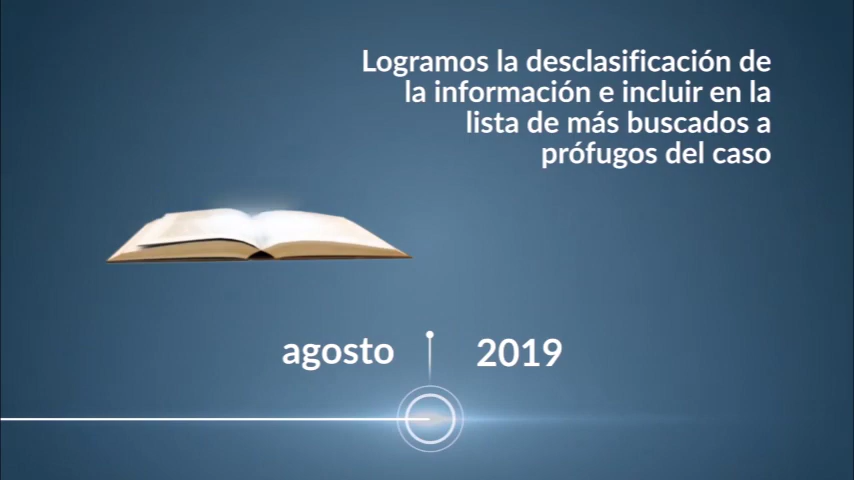 Logramos la desclasificación de
la información e incluir en la
lista de más buscados a
prófugos del caso
agosto 2019